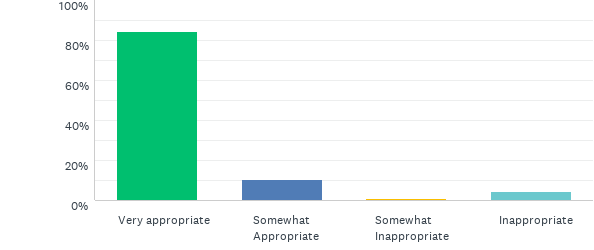 100%
80%
60%
40%
20%
0%
Very appropriate
Somewhat
Appropriate
Somewhat
Inappropriate
Inappropriate